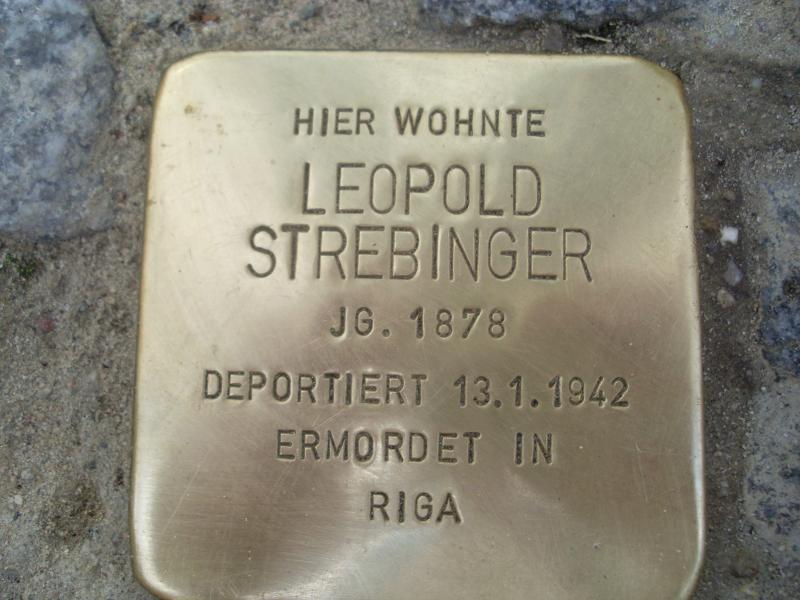 HIER WOHNTE
LEOPOLD
STREBINGER
JG. 1878
DEPORTIERT 13.1.1942
ERMORDET IN
RIGA